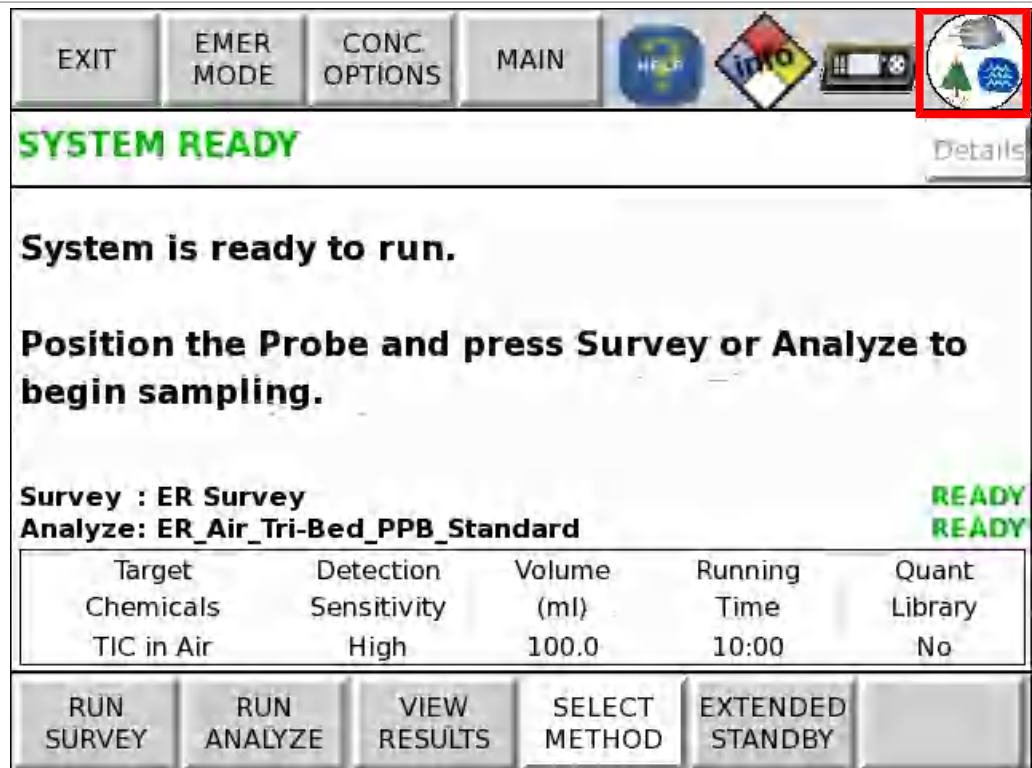 EXIT
EMER
MODE
CONC.
OPTIONS
MAIN
HELP
info
SYSTEM READY
Details
System is ready to run.
Position the Probe and press Survey or Analyze to
begin sampling.
Survey : ER Survey READY
Analyze: ER_Air_Tri-Bed_PPB_Standard READY
Target Detection Volume Running Quant
Chemicals Sensitivity (ml) Time Library
TIC in Air High 100.0 10:00 No
RUN
SURVEY
RUN
ANALYZE
VIEW
RESULTS
SELECT
METHOD
EXTENDED
STANDBY